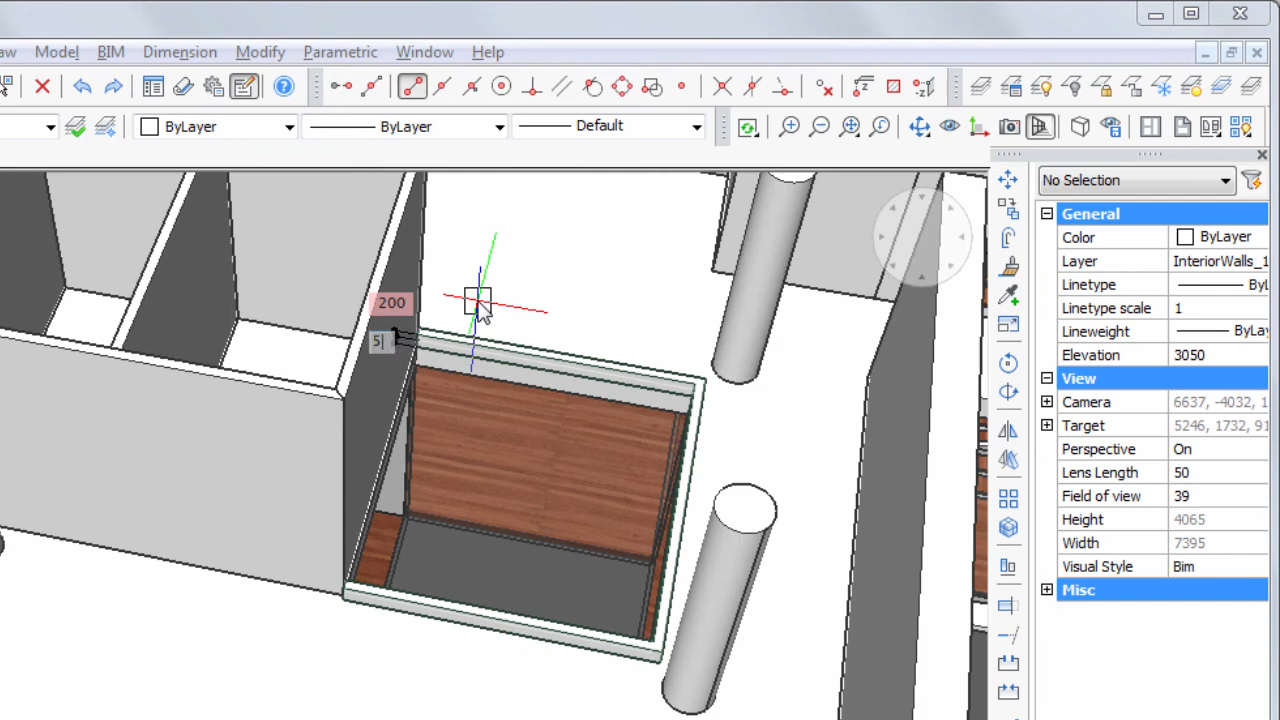 Model BIM Dimension Modify Parametric Window Help
ByLayer ByLayer Default
No Selection
General
Color ByLayer
Layer InteriorWalls_1
Linetype
Linetype scale 1
Lineweight
Elevation 3050
View
Camera 6637, -4032, 1
Target 5246, 1732, 91
Perspective On
Lens Length 50
Field of view 39
Height 4065
Width 7395
Visual Style Bim
Misc
200
5